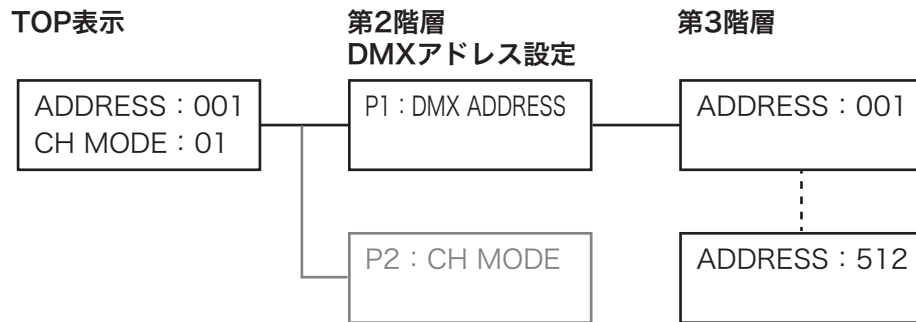 TOP表示
第2階層
DMXアドレス設定
第3階層
ADDRESS：001
CH MODE：01
P1：DMX ADDRESS
ADDRESS：001
P2：CH MODE
ADDRESS：512